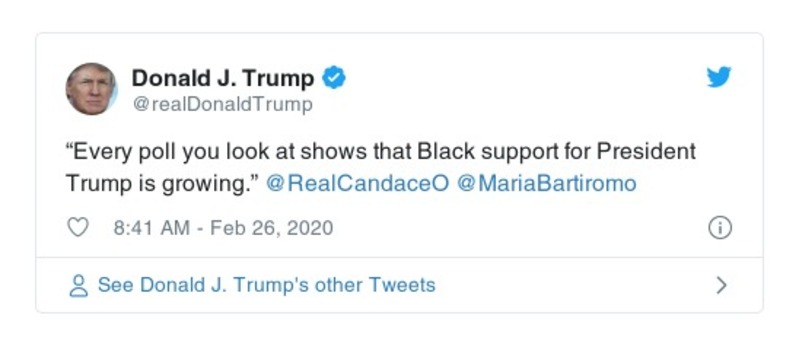 Donald J. Trump
@realDonaldTrump
“Every poll you look at shows that Black support for President
Trump is growing.” @RealCandaceO @MariaBartiromo
8:41 AM - Feb 26, 2020
See Donald J. Trump's other Tweets